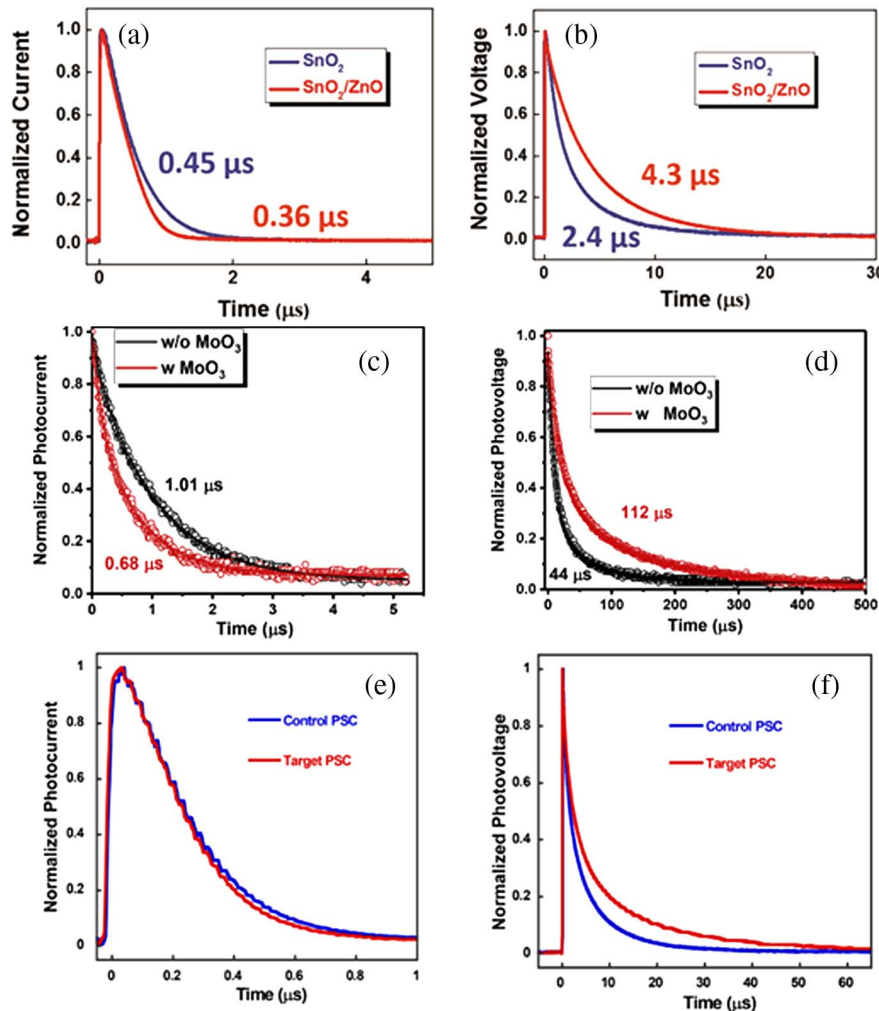 (a)
SnO2
SnO2/ZnO
0.45 μs
0.36 μs
Normalized Current
1.0
0.8
0.6
0.4
0.2
0.0
0
2
4
Time (μs)
(b)
SnO2
SnO2/ZnO
4.3 μs
2.4 μs
Normalized Voltage
1.0
0.8
0.6
0.4
0.2
0.0
0
10
20
30
Time (μs)
(c)
w/o MoO3
w MoO3
1.01 μs
0.68 μs
Normalized Photocurrent
1.0
0.8
0.6
0.4
0.2
0.0
0
1
2
3
4
5
Time (μs)
(d)
w/o MoO3
w MoO3
112 μs
44 μs
Normalized Photovoltage
1.0
0.8
0.6
0.4
0.2
0.0
0
100
200
300
400
500
Time (μs)
(e)
Control PSC
Target PSC
Normalized Photocurrent
1
0.8
0.6
0.4
0.2
0
0
0.2
0.4
0.6
0.8
1
Time (μs)
(f)
Control PSC
Target PSC
Normalized Photovoltage
1
0.8
0.6
0.4
0.2
0
0
10
20
30
40
50
60
Time (μs)